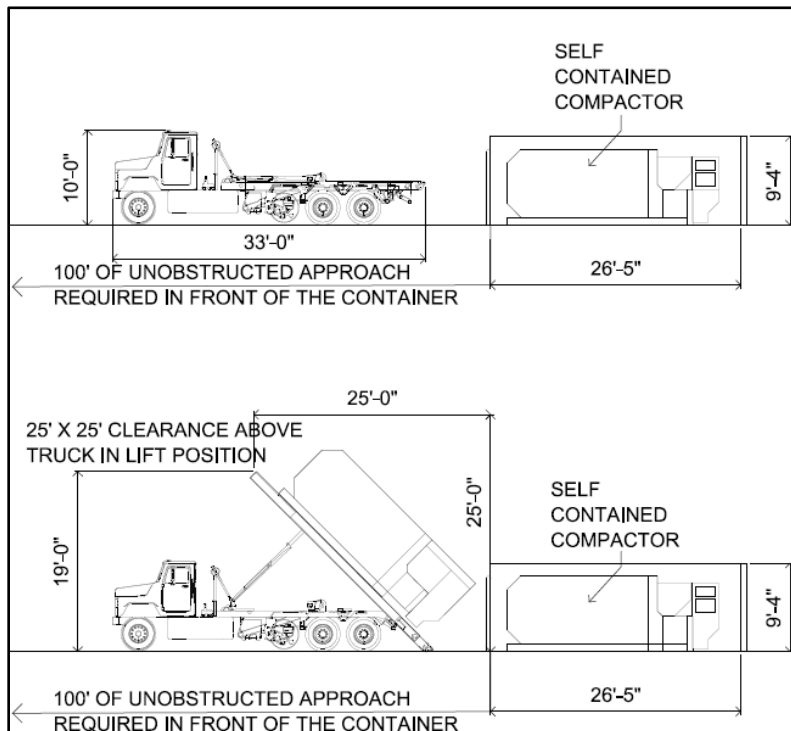 SELF
CONTAINED
COMPACTOR
10'-0"
9'-4"
33'-0"
26'-5"
100' OF UNOBSTRUCTED APPROACH
REQUIRED IN FRONT OF THE CONTAINER
25'-0"
25' X 25' CLEARANCE ABOVE
TRUCK IN LIFT POSITION
19'-0"
25'-0"
SELF
CONTAINED
COMPACTOR
9'-4"
26'-5"
100' OF UNOBSTRUCTED APPROACH
REQUIRED IN FRONT OF THE CONTAINER